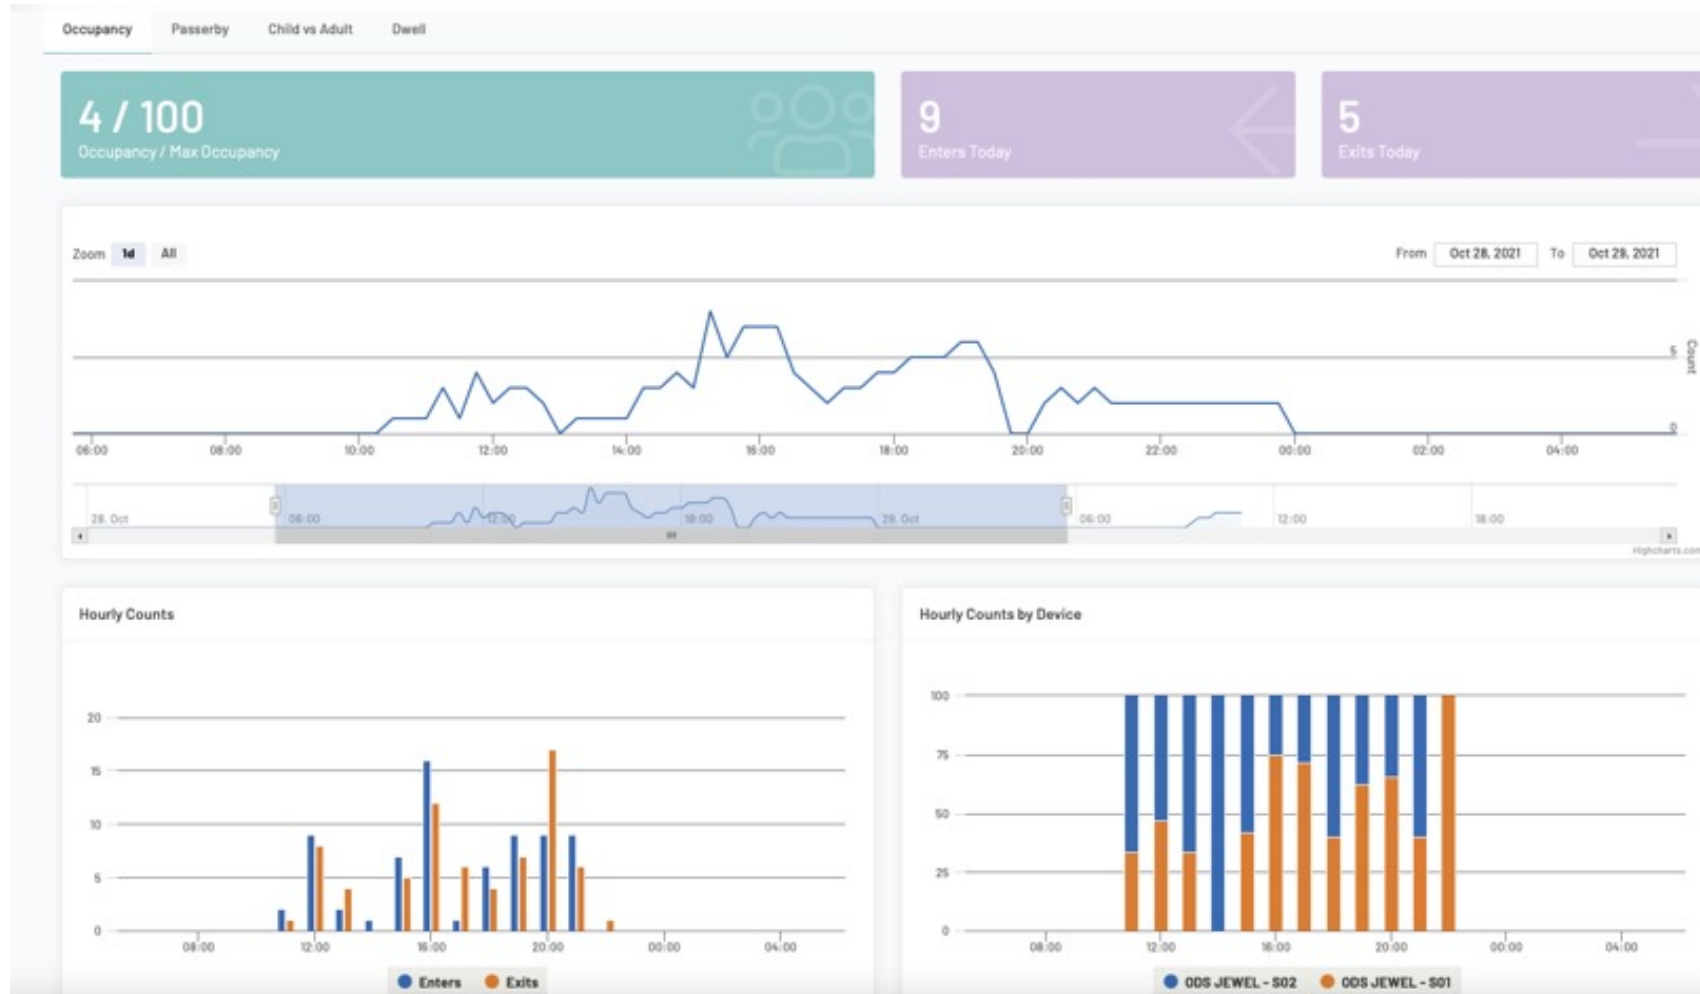 Occupancy Passerby Child vs Adult Dwell
4 / 100
Occupancy / Max Occupancy
9
Enters Today
5
Exits Today
Zoom 1d All
From Oct 28, 2021 To Oct 29, 2021
5
Count
0
06:00 08:00 10:00 12:00 14:00 16:00 18:00 20:00 22:00 00:00 02:00 04:00
28. Oct 06:00 12:00 18:00 29. Oct 06:00 12:00 18:00
Highcharts.com
Hourly Counts
20
15
10
5
0
08:00 12:00 16:00 20:00 00:00 04:00
Enters Exits
Hourly Counts by Device
100
75
50
25
0
08:00 12:00 16:00 20:00 00:00 04:00
ODS JEWEL - S02 ODS JEWEL - S01